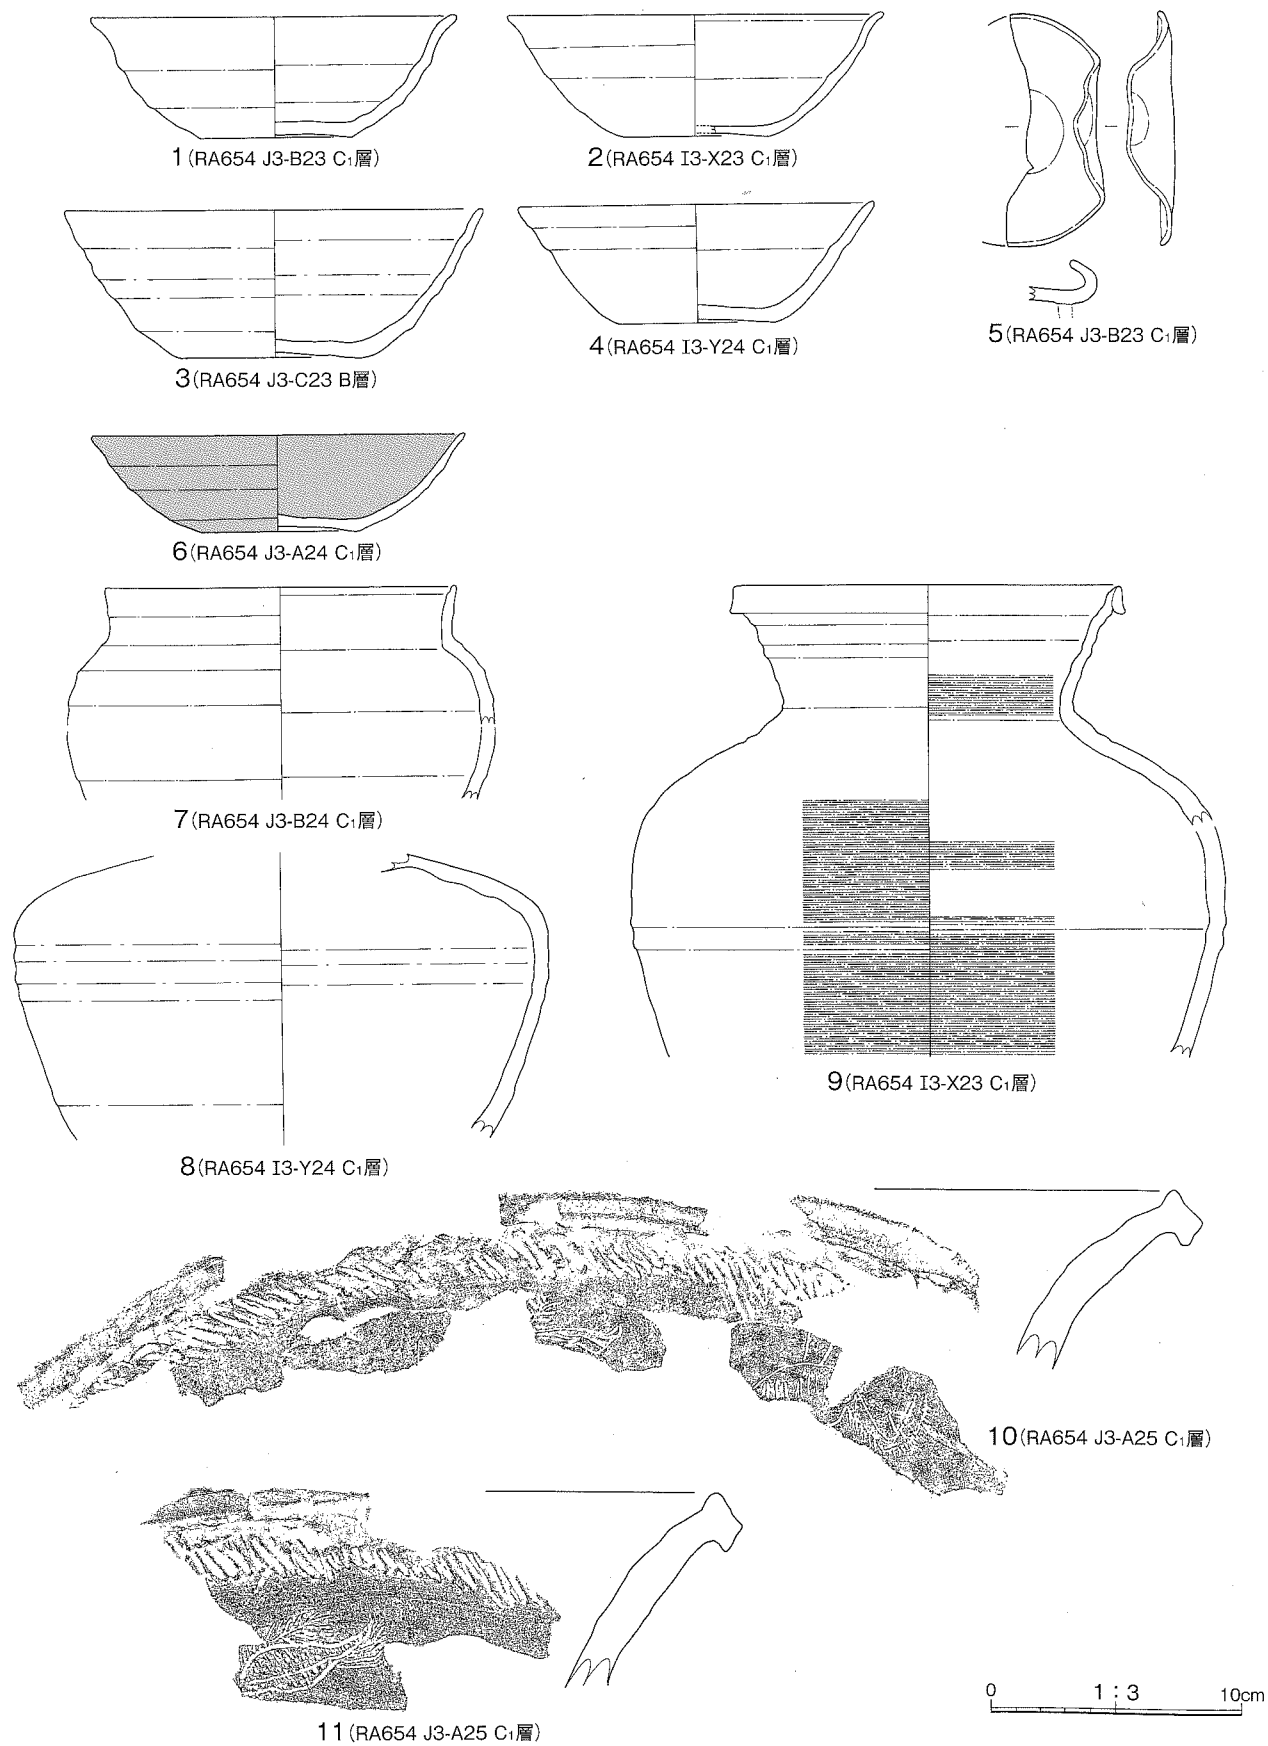 1(RA654 J3-B23 C₁層)
2(RA654 I3-X23 C₁層)
3(RA654 J3-C23 B層)
4(RA654 I3-Y24 C₁層)
5(RA654 J3-B23 C₁層)
6(RA654 J3-A24 C₁層)
7(RA654 J3-B24 C₁層)
8(RA654 I3-Y24 C₁層)
9(RA654 I3-X23 C₁層)
10(RA654 J3-A25 C₁層)
11(RA654 J3-A25 C₁層)
0 1:3 10cm